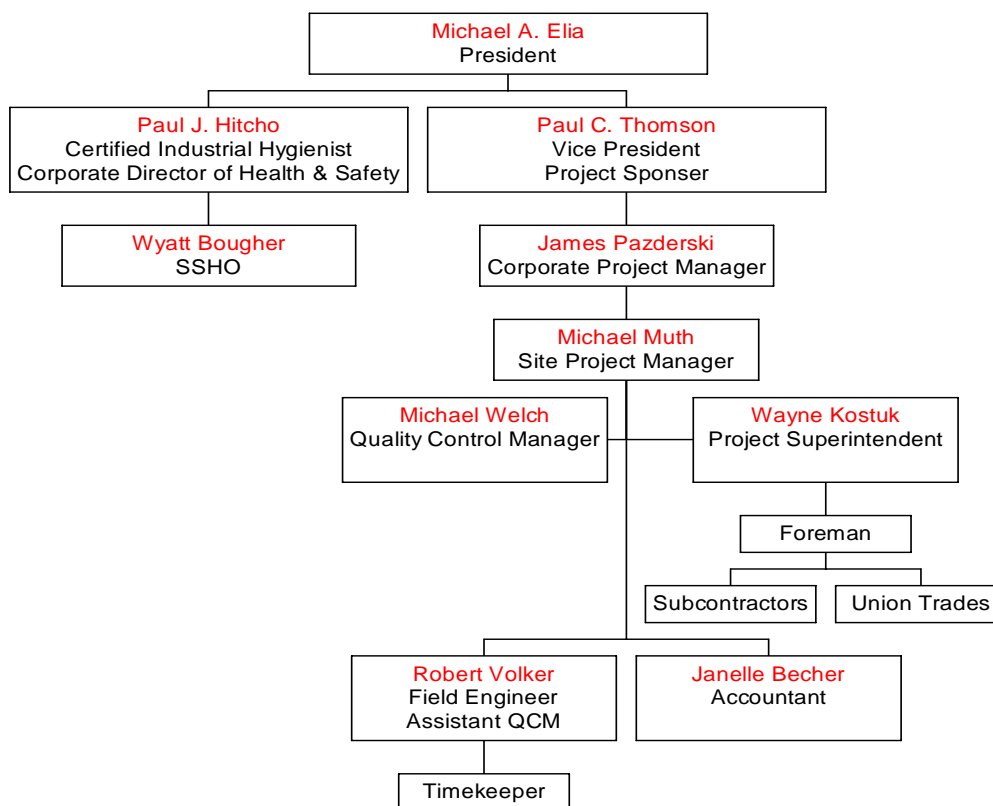 Michael A. Elia
President
Paul J. Hitcho
Certified Industrial Hygienist
Corporate Director of Health & Safety
Paul C. Thomson
Vice President
Project Sponser
Wyatt Bougher
SSHO
James Pazderski
Corporate Project Manager
Michael Muth
Site Project Manager
Michael Welch
Quality Control Manager
Wayne Kostuk
Project Superintendent
Foreman
Subcontractors
Union Trades
Robert Volker
Field Engineer
Assistant QCM
Janelle Becher
Accountant
Timekeeper